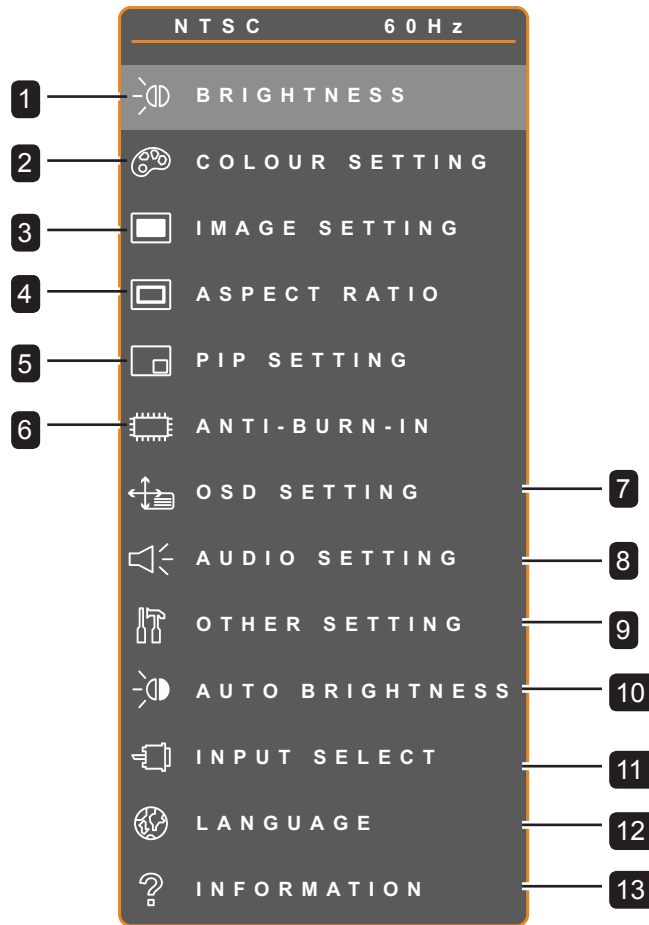 NTSC 60Hz
1 BRIGHTNESS
2 COLOUR SETTING
3 IMAGE SETTING
4 ASPECT RATIO
5 PIP SETTING
6 ANTI-BURN-IN
OSD SETTING 7
AUDIO SETTING 8
OTHER SETTING 9
AUTO BRIGHTNESS 10
INPUT SELECT 11
LANGUAGE 12
? INFORMATION 13